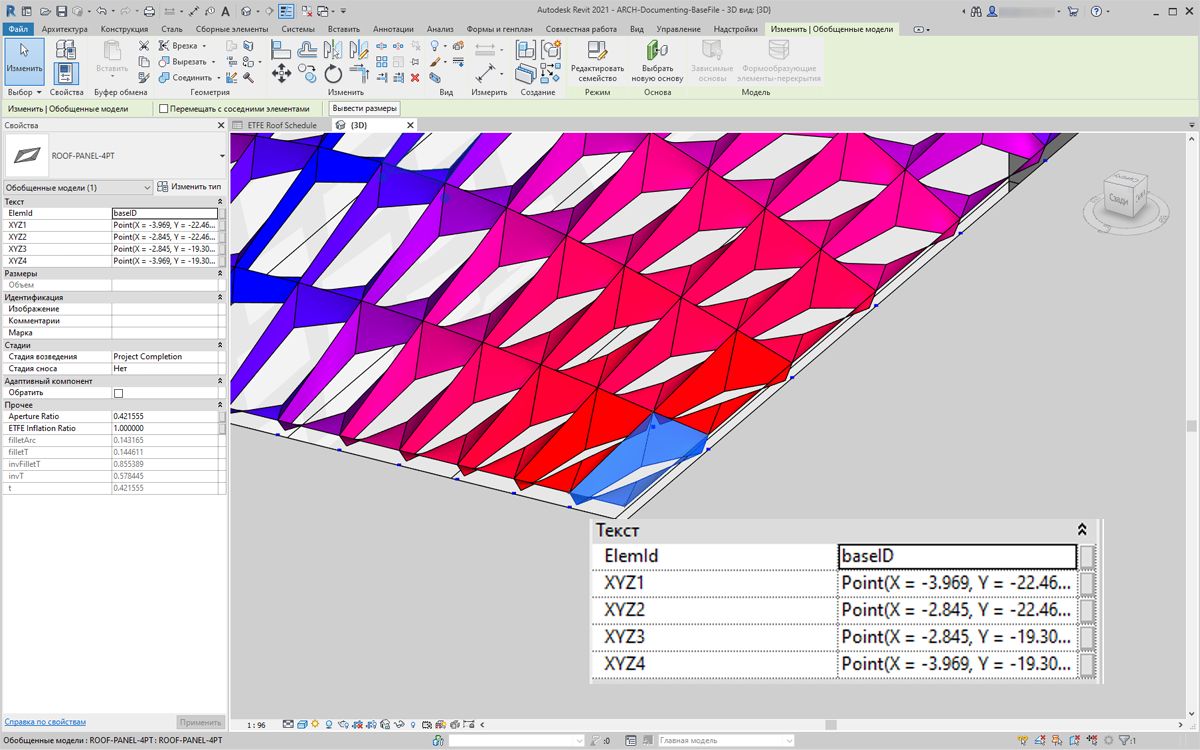 Autodesk Revit 2021 - ARCH-Documenting-BaseFile - 3D вид: {3D}
Файл Архитектура Конструкция Сталь Сборные элементы Системы Вставить Аннотации Анализ Формы и генплан Совместная работа Вид Управление Надстройки Изменить | Обобщенные модели
Изменить
Вставить
Врезка
Вырезать
Соединить
Редактировать семейство
Выбрать новую основу
Зависимые основы
Формообразующие элементы-перекрытия
Выбор Свойства Буфер обмена Геометрия Изменить Вид Измерить Создание Режим Основа Модель
Изменить | Обобщенные модели Перемещать с соседними элементами Вывести размеры
Свойства
ETFE Roof Schedule {3D}
ROOF-PANEL-4PT
Обобщенные модели (1) Изменить тип
Текст
ElemId baseID
XYZ1 Point(X = -3.969, Y = -22.46...
XYZ2 Point(X = -2.845, Y = -22.46...
XYZ3 Point(X = -2.845, Y = -19.30...
XYZ4 Point(X = -3.969, Y = -19.30...
Размеры
Объем
Идентификация
Изображение
Комментарии
Марка
Стадии
Стадия возведения Project Completion
Стадия сноса Нет
Адаптивный компонент
Обратить
Прочее
Aperture Ratio 0.421555
ETFE Inflation Ratio 1.000000
filletArc 0.143165
filletT 0.144611
invFilletT 0.855389
invT 0.578445
t 0.421555
Сзади
Текст
ElemId baseID
XYZ1 Point(X = -3.969, Y = -22.46...
XYZ2 Point(X = -2.845, Y = -22.46...
XYZ3 Point(X = -2.845, Y = -19.30...
XYZ4 Point(X = -3.969, Y = -19.30...
Справка по свойствам Применить
1 : 96
Обобщенные модели : ROOF-PANEL-4PT : ROOF-PANEL-4PT
:0
Главная модель
:1